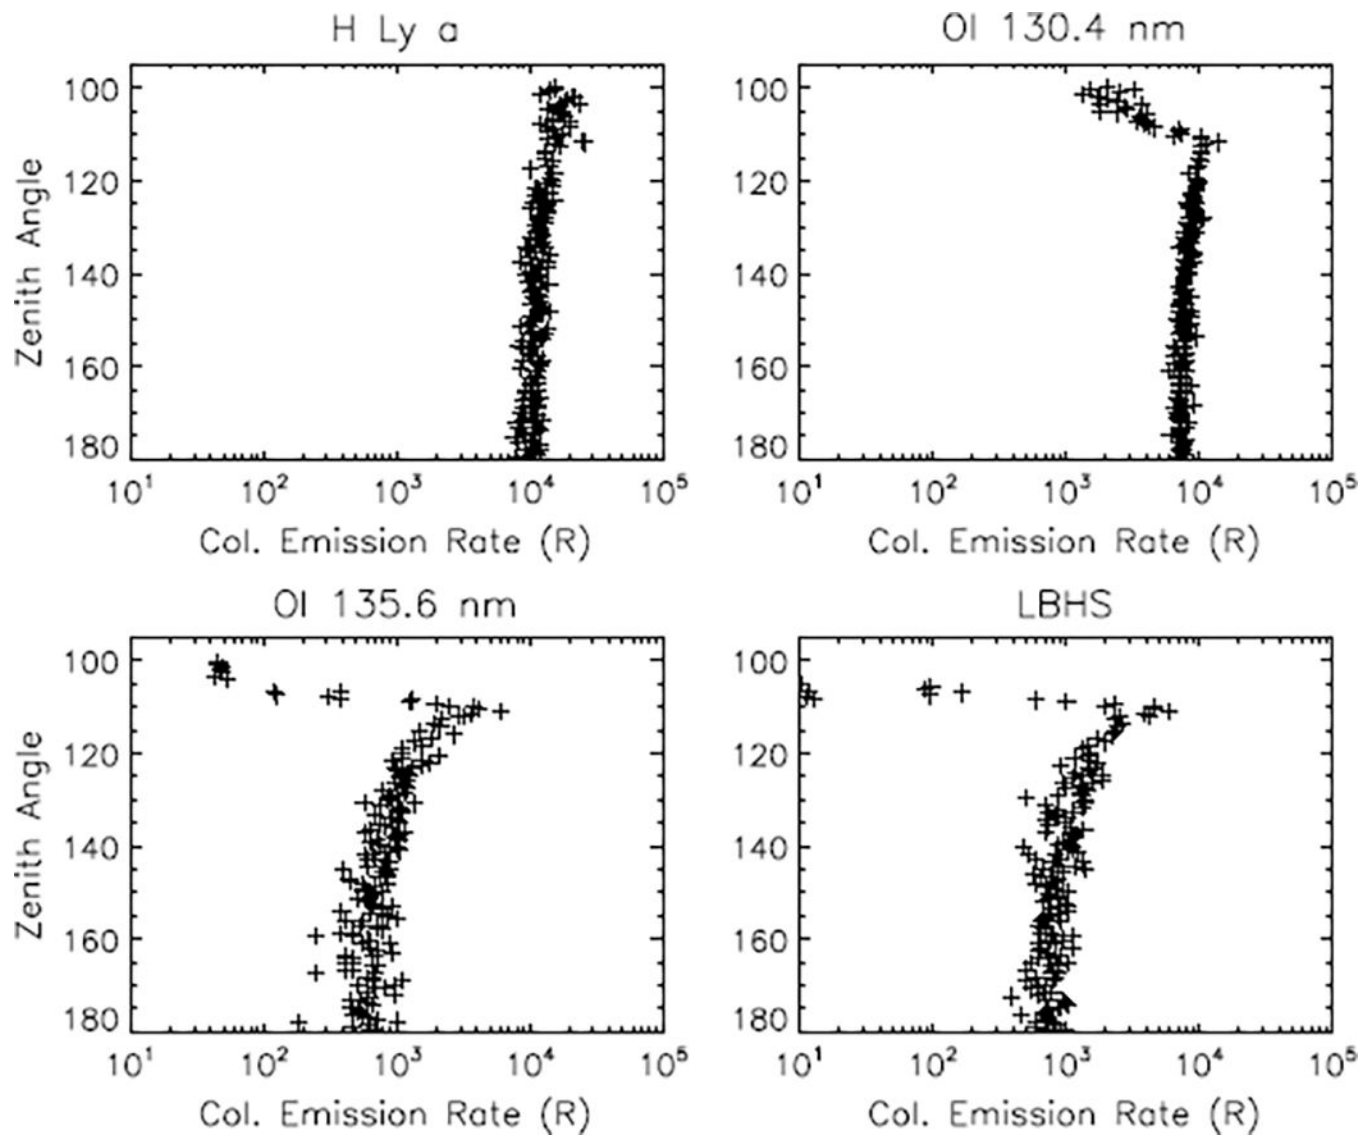 H Ly a
OI 130.4 nm
Zenith Angle
100
120
140
160
180
10¹ 10² 10³ 10⁴ 10⁵
Col. Emission Rate (R)
100
120
140
160
180
10¹ 10² 10³ 10⁴ 10⁵
Col. Emission Rate (R)
OI 135.6 nm
LBHS
Zenith Angle
100
120
140
160
180
10¹ 10² 10³ 10⁴ 10⁵
Col. Emission Rate (R)
100
120
140
160
180
10¹ 10² 10³ 10⁴ 10⁵
Col. Emission Rate (R)